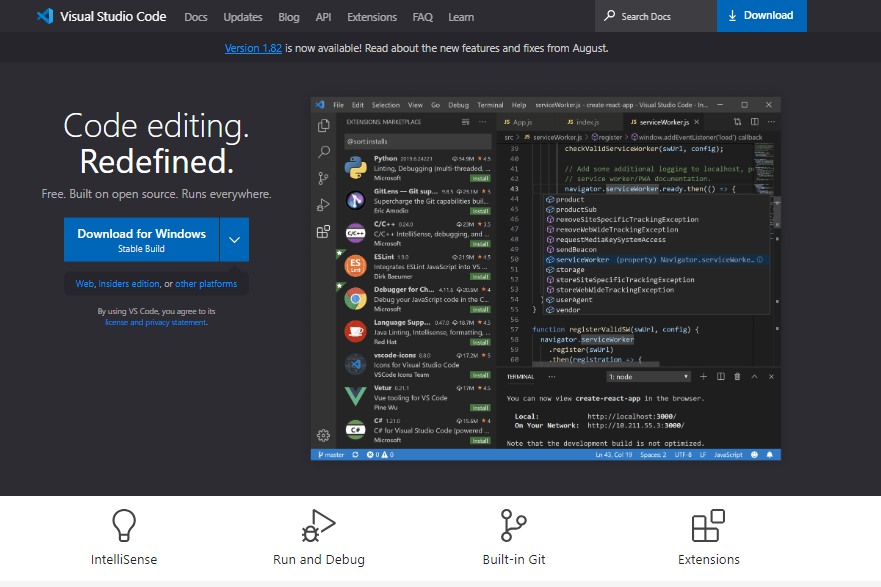 Visual Studio Code Docs Updates Blog API Extensions FAQ Learn Search Docs Download
Version 1.82 is now available! Read about the new features and fixes from August.
Code editing.
Redefined.
Free. Built on open source. Runs everywhere.
Download for Windows
Stable Build
Web, Insiders edition, or other platforms
By using VS Code, you agree to its
license and privacy statement.
File Edit Selection View Go Debug Terminal Help serviceWorker.js - create-react-app - Visual Studio Code - In...
EXTENSIONS: MARKETPLACE
@sort:installs
Python 2019.6.24221 54.9M 4.5
Linting, Debugging (multi-threaded, ...
Microsoft Install
GitLens — Git sup... 9.8.5 23.1M 5
Supercharge the Git capabilities buil...
Eric Amodio Install
C/C++ 0.24.0 23M 3.5
C/C++ IntelliSense, debugging, and ...
Microsoft Install
ESLint 1.9.0 21.9M 4.5
Integrates ESLint JavaScript into VS ...
Dirk Baeumer Install
Debugger for Ch... 4.11.6 20.6M 4
Debug your JavaScript code in the C...
Microsoft Install
Language Supp... 0.47.0 18.7M 4.5
Java Linting, Intellisense, formatting, ...
Red Hat Install
vscode-icons 8.8.0 17.2M 5
Icons for Visual Studio Code
VSCode Icons Team Install
Vetur 0.21.1 17M 4.5
Vue tooling for VS Code
Pine Wu Install
C# 1.21.0 15.6M 4
C# for Visual Studio Code (powered ...
Microsoft Install
JS App.js JS index.js JS serviceWorker.js
src JS serviceWorker.js register window.addEventListener('load') callback
39 checkValidServiceWorker(swUrl, config);
40
41 // Add some additional logging to localhost, p
42 // service worker/PWA documentation.
43 navigator.serviceWorker.ready.then(() => {
44 product
45 productSub
46 removeSiteSpecificTrackingException
47 removeWebWideTrackingException
48 requestMediaKeySystemAccess
49 sendBeacon
50 serviceWorker (property) Navigator.serviceWorke...
51 storage
52 storeSiteSpecificTrackingException
53 storeWebWideTrackingException
54 } userAgent
55 } vendor
56
57 function registerValidSW(swUrl, config) {
58 navigator.serviceWorker
59 .register(swUrl)
60 .then(registration => {
TERMINAL ... 1: node
You can now view create-react-app in the browser.
Local: http://localhost:3000/
On Your Network: http://10.211.55.3:3000/
Note that the development build is not optimized.
master 0 0 Ln 43, Col 19 Spaces: 2 UTF-8 LF JavaScript
IntelliSense Run and Debug Built-in Git Extensions